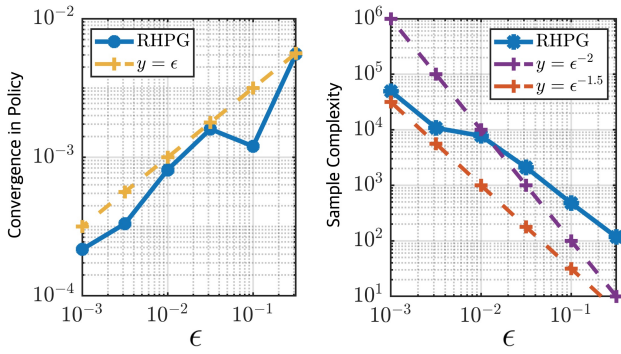 Convergence in Policy
10^{-2}
10^{-3}
10^{-4}
RHPG
y = ϵ
10^{-3}
10^{-2}
10^{-1}
ϵ
Sample Complexity
10^{6}
10^{5}
10^{4}
10^{3}
10^{2}
10^{1}
RHPG
y = ϵ^{-2}
y = ϵ^{-1.5}
10^{-3}
10^{-2}
10^{-1}
ϵ